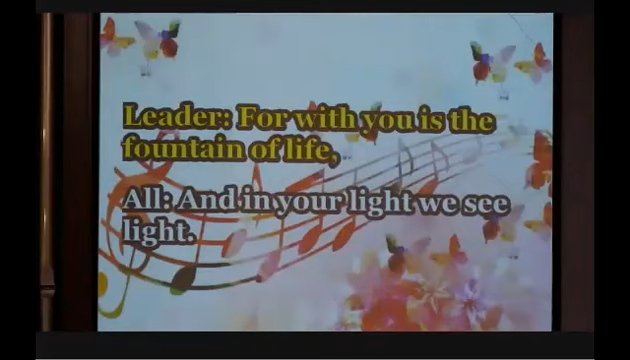 Leader: For with you is the
fountain of life,
All: And in your light we see
light.